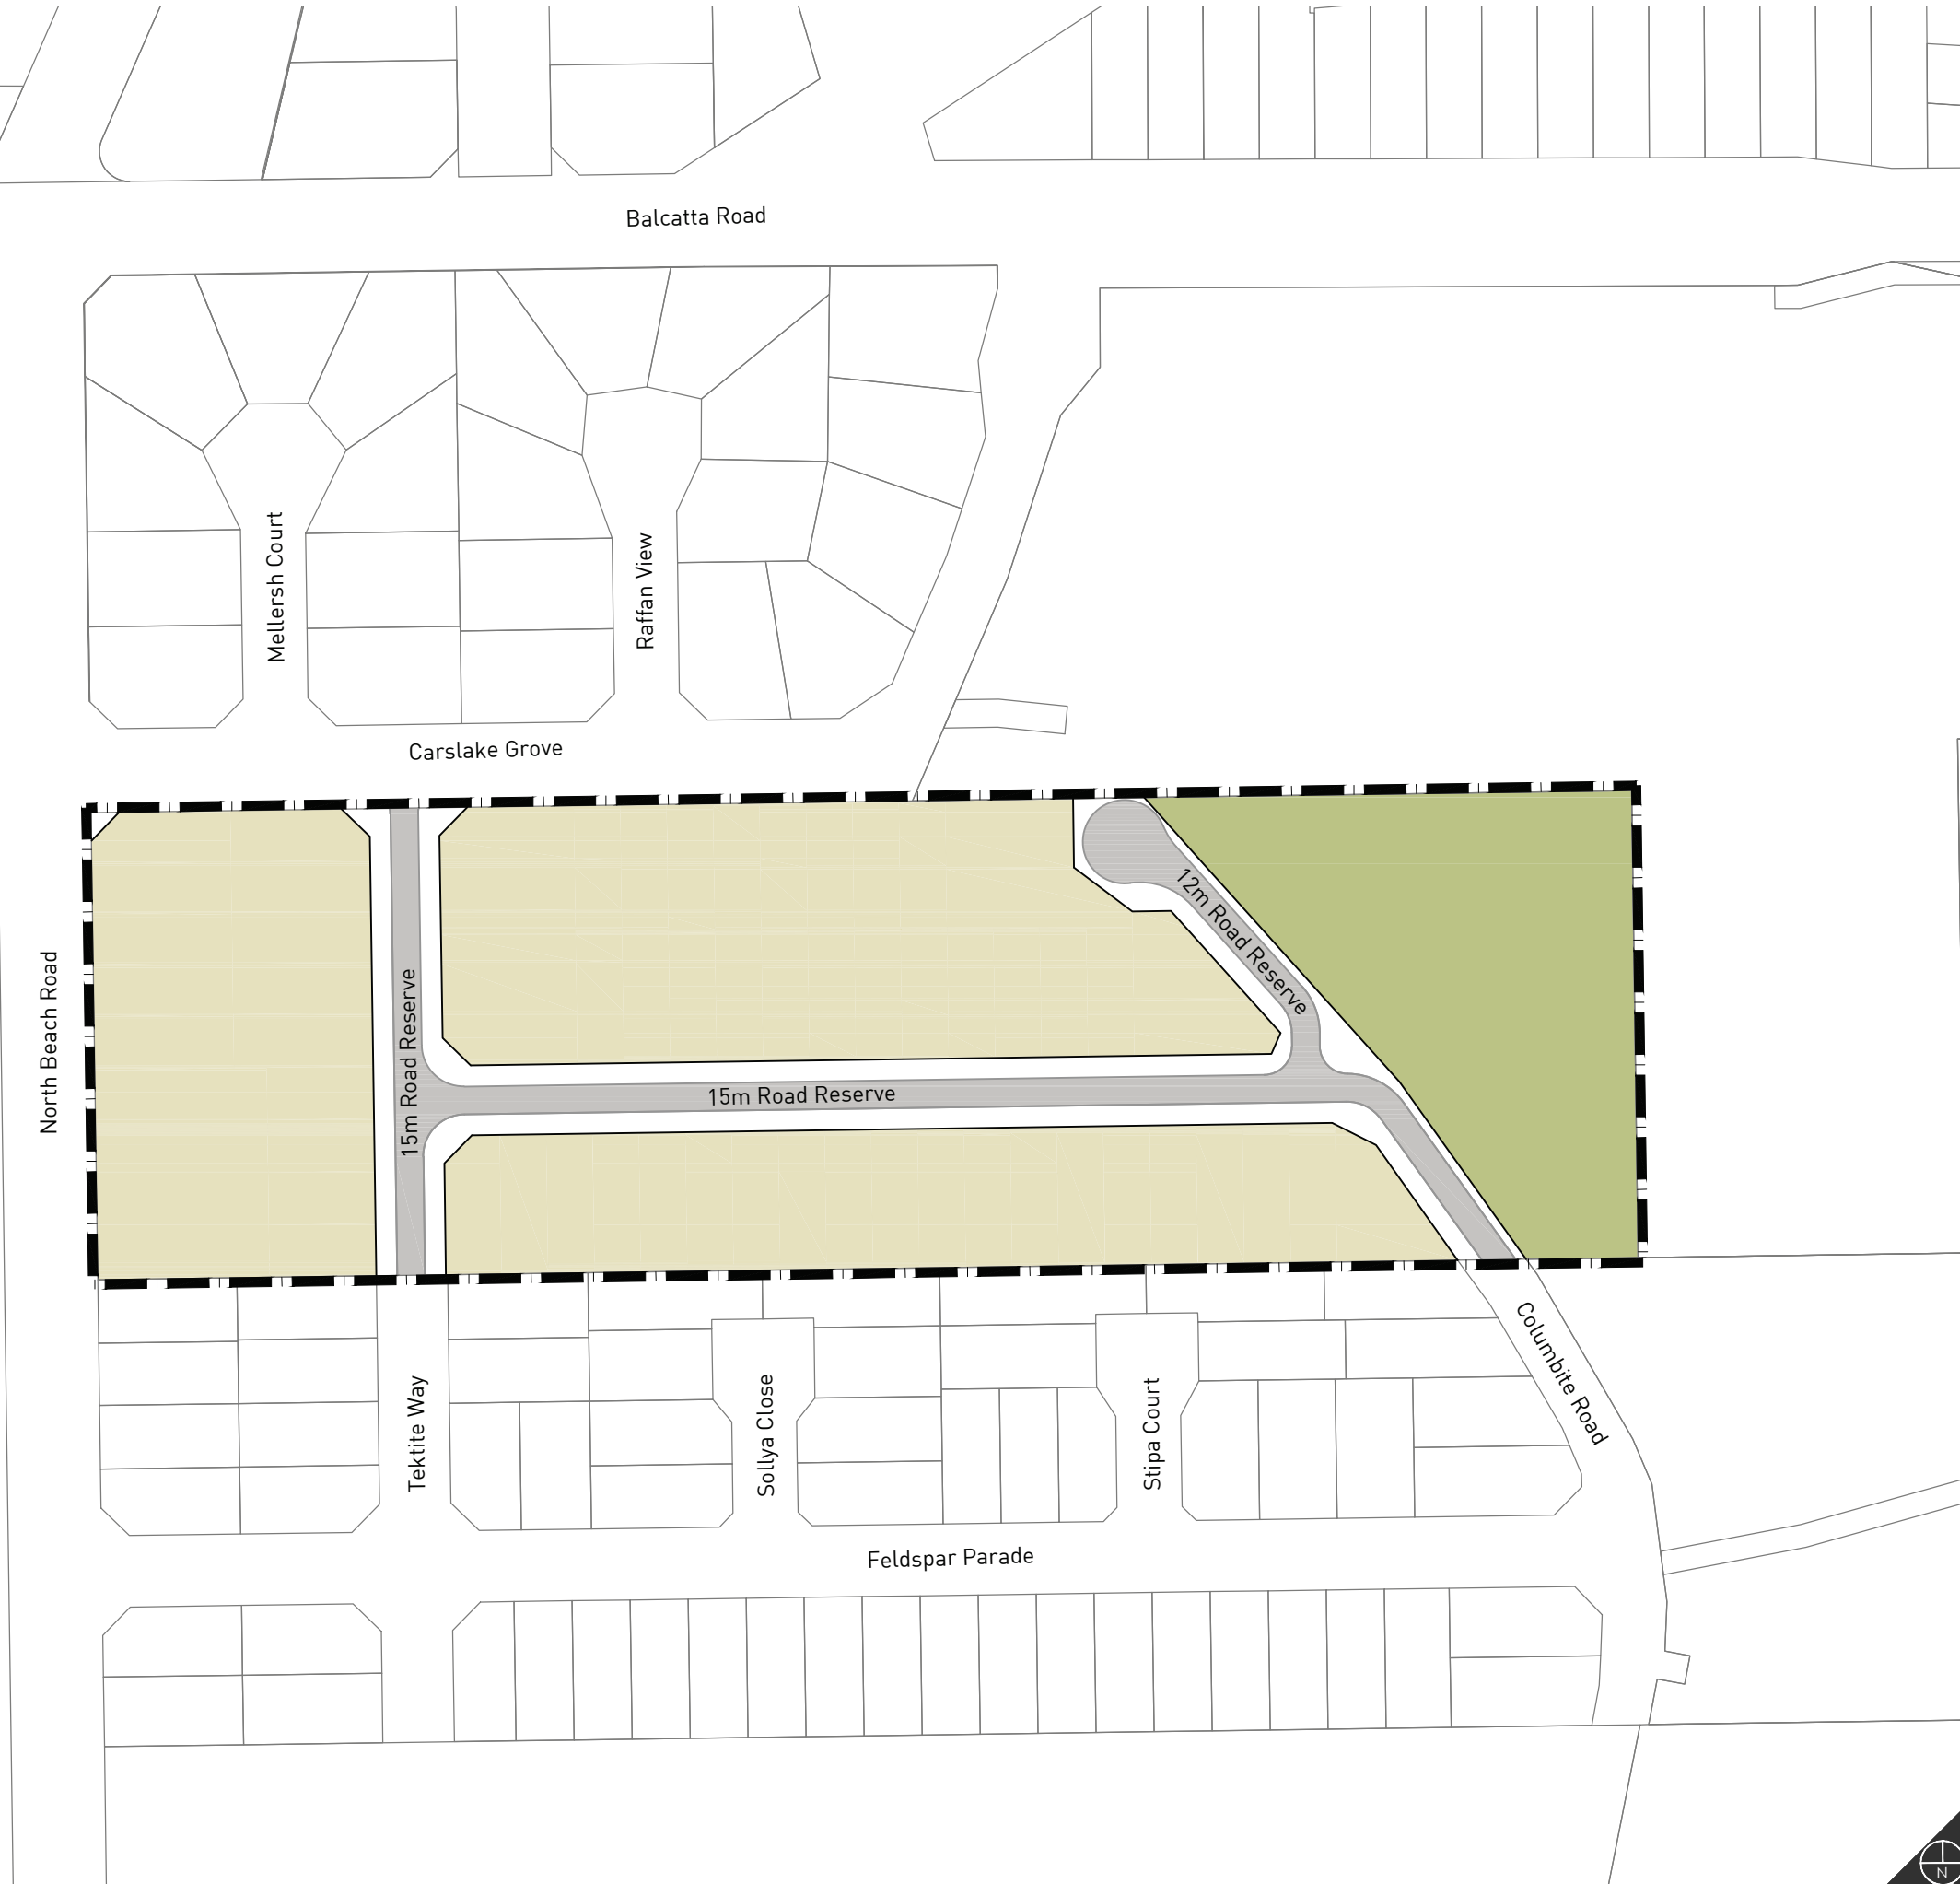 Balcatta Road
Mellersh Court
Raffan View
Carslake Grove
12m Road Reserve
North Beach Road
15m Road Reserve
15m Road Reserve
Columbite Road
Tektite Way
Sollya Close
Stipa Court
Feldspar Parade
N